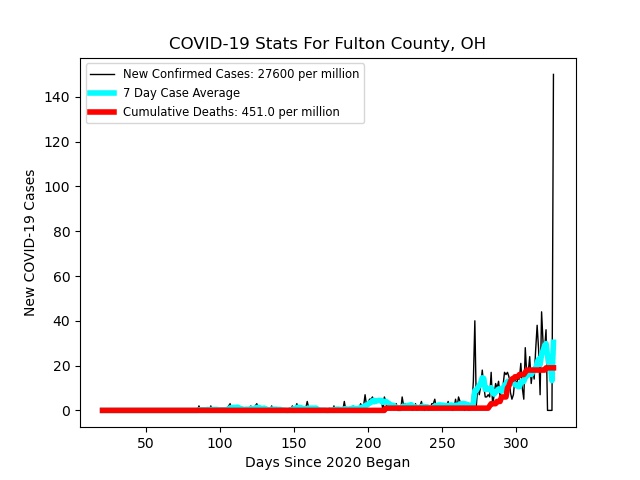 COVID-19 Stats For Fulton County, OH
New Confirmed Cases: 27600 per million
7 Day Case Average
Cumulative Deaths: 451.0 per million
New COVID-19 Cases
140
120
100
80
60
40
20
0
50
100
150
200
250
300
Days Since 2020 Began